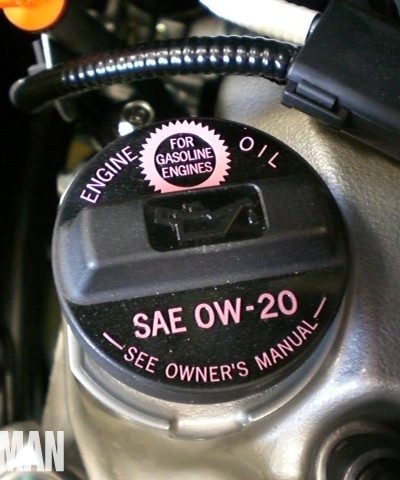 ENGINE OIL
FOR
GASOLINE
ENGINES
SAE 0W-20
—SEE OWNER'S MANUAL—
MAN